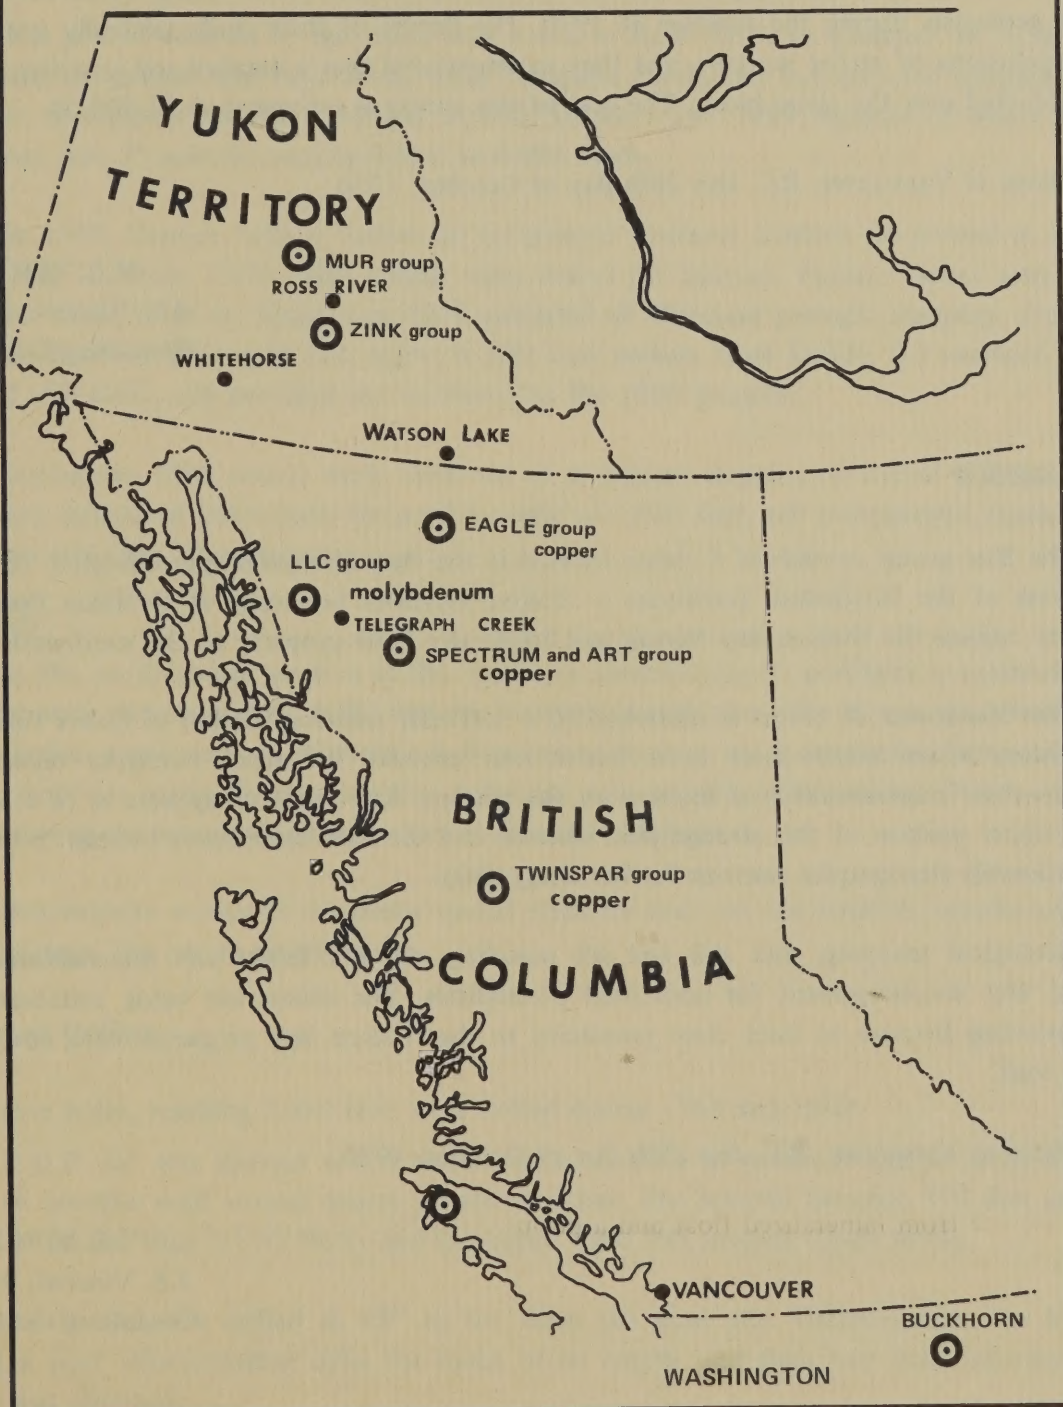 YUKON
TERRITORY
MUR group
ROSS RIVER
ZINK group
WHITEHORSE
WATSON LAKE
EAGLE group
copper
LLC group
molybdenum
TELEGRAPH CREEK
SPECTRUM and ART group
copper
BRITISH
TWINSPAR group
copper
COLUMBIA
VANCOUVER
BUCKHORN
WASHINGTON